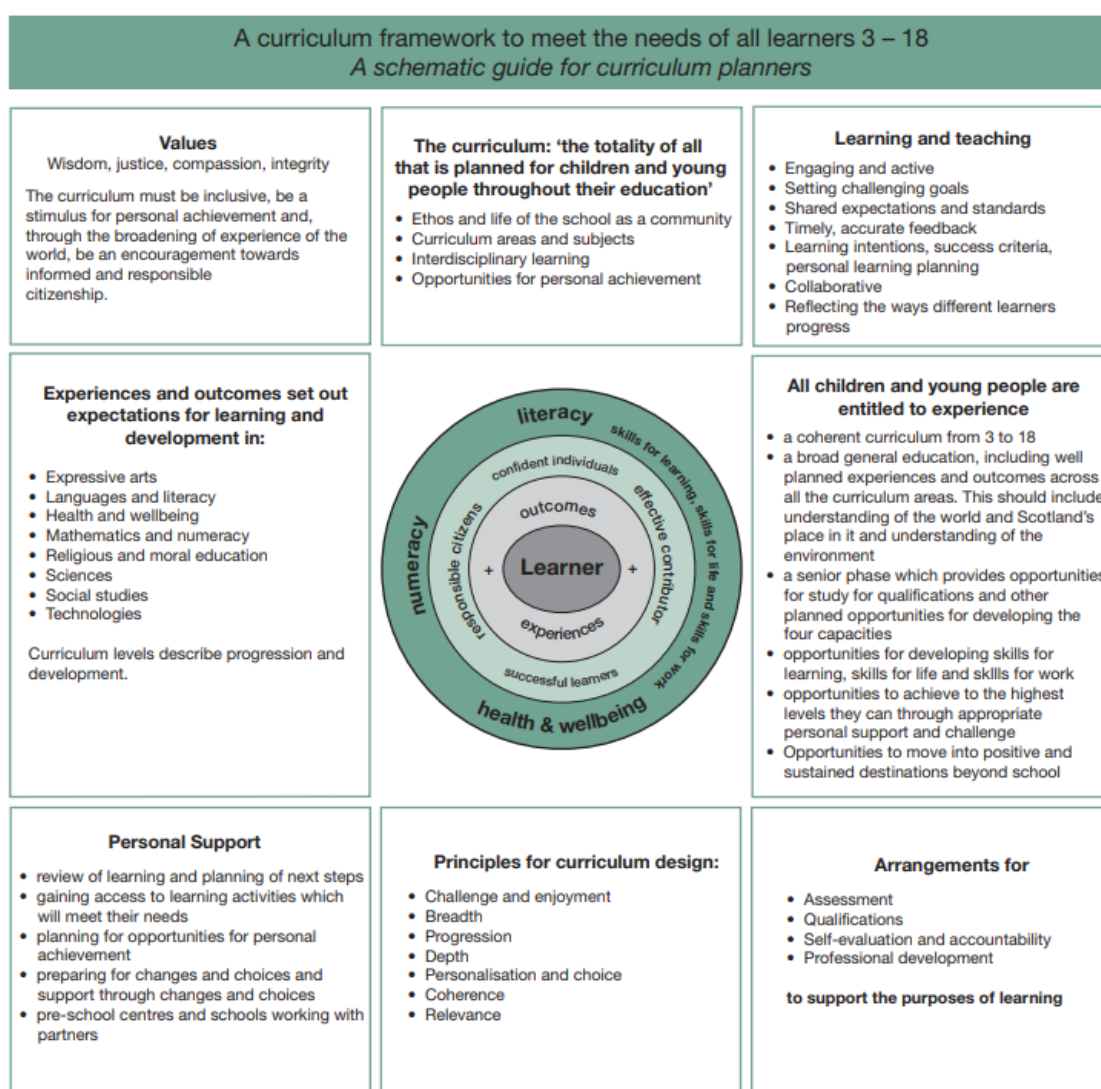 A curriculum framework to meet the needs of all learners 3 – 18
A schematic guide for curriculum planners
Values
Wisdom, justice, compassion, integrity
The curriculum must be inclusive, be a
stimulus for personal achievement and,
through the broadening of experience of the
world, be an encouragement towards
informed and responsible
citizenship.
The curriculum: ‘the totality of all
that is planned for children and young
people throughout their education’
• Ethos and life of the school as a community
• Curriculum areas and subjects
• Interdisciplinary learning
• Opportunities for personal achievement
Learning and teaching
• Engaging and active
• Setting challenging goals
• Shared expectations and standards
• Timely, accurate feedback
• Learning intentions, success criteria,
personal learning planning
• Collaborative
• Reflecting the ways different learners
progress
Experiences and outcomes set out
expectations for learning and
development in:
• Expressive arts
• Languages and literacy
• Health and wellbeing
• Mathematics and numeracy
• Religious and moral education
• Sciences
• Social studies
• Technologies
Curriculum levels describe progression and
development.
literacy
skills for learning, skills for life and skills for work
health & wellbeing
numeracy
confident individuals
effective contributor
successful learners
responsible citizens
outcomes
+ Learner +
experiences
All children and young people are
entitled to experience
• a coherent curriculum from 3 to 18
• a broad general education, including well
planned experiences and outcomes across
all the curriculum areas. This should include
understanding of the world and Scotland’s
place in it and understanding of the
environment
• a senior phase which provides opportunities
for study for qualifications and other
planned opportunities for developing the
four capacities
• opportunities for developing skills for
learning, skills for life and skills for work
• opportunities to achieve to the highest
levels they can through appropriate
personal support and challenge
• Opportunities to move into positive and
sustained destinations beyond school
Personal Support
• review of learning and planning of next steps
• gaining access to learning activities which
will meet their needs
• planning for opportunities for personal
achievement
• preparing for changes and choices and
support through changes and choices
• pre-school centres and schools working with
partners
Principles for curriculum design:
• Challenge and enjoyment
• Breadth
• Progression
• Depth
• Personalisation and choice
• Coherence
• Relevance
Arrangements for
• Assessment
• Qualifications
• Self-evaluation and accountability
• Professional development
to support the purposes of learning